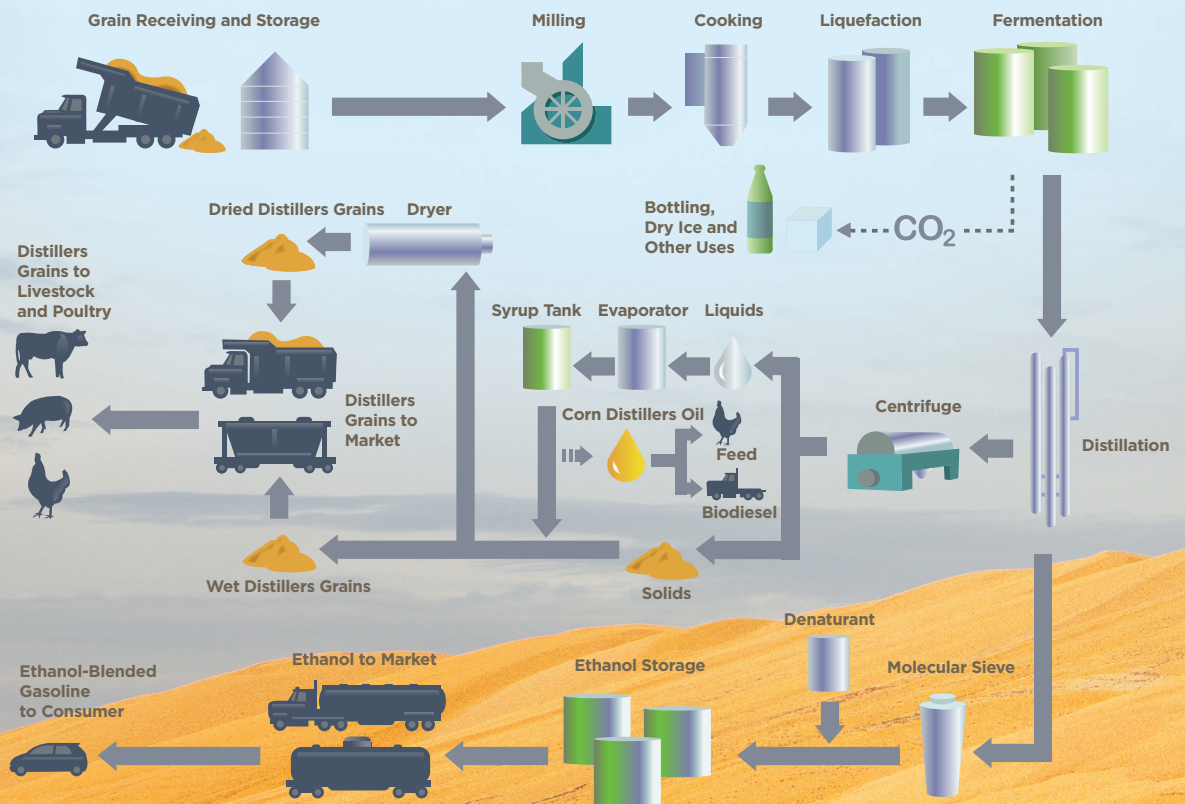 Grain Receiving and Storage
Milling
Cooking
Liquefaction
Fermentation
Bottling,
Dry Ice and
Other Uses
CO₂
Dried Distillers Grains
Dryer
Distillers
Grains to
Livestock
and Poultry
Syrup Tank
Evaporator
Liquids
Distillers
Grains to
Market
Corn Distillers Oil
Feed
Biodiesel
Centrifuge
Distillation
Wet Distillers Grains
Solids
Denaturant
Molecular Sieve
Ethanol Storage
Ethanol to Market
Ethanol-Blended
Gasoline
to Consumer